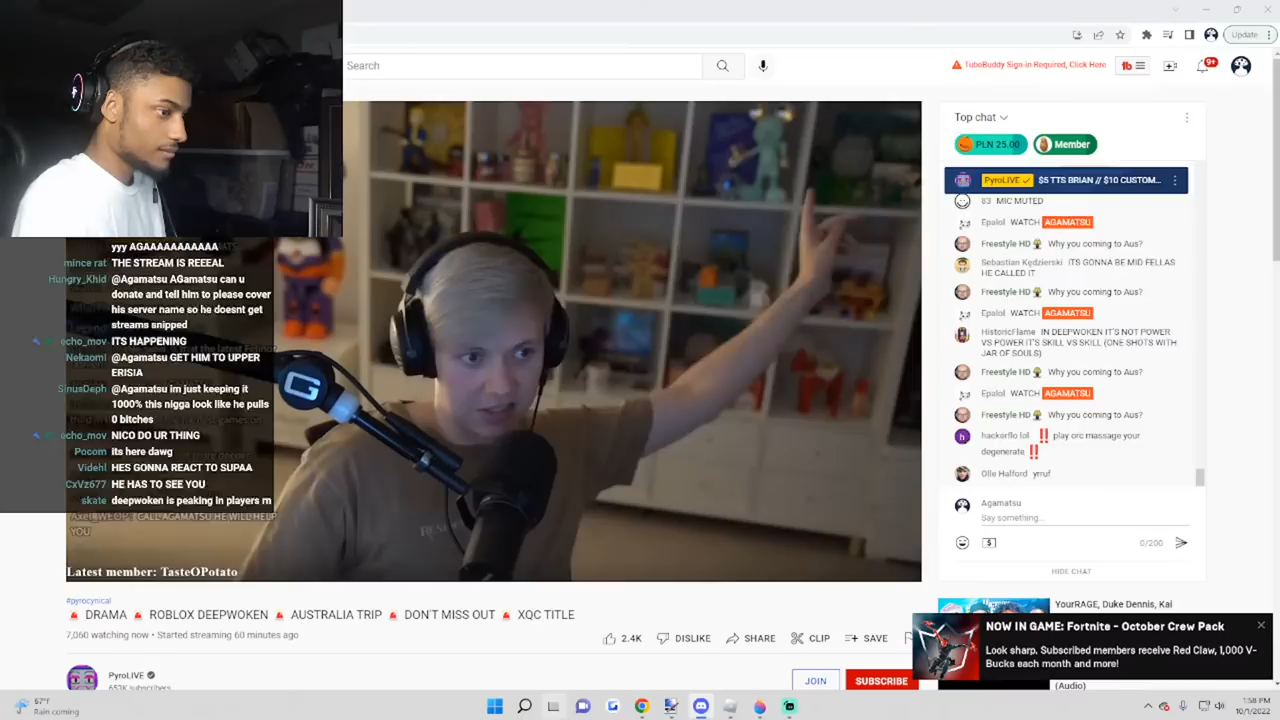 Search
TubeBuddy Sign-in Required, Click Here
9+
Update
yyy AGAAAAAAAAAAA
mince rat THE STREAM IS REEEAL
Hungry_Khid @Agamatsu AGamatsu can u
donate and tell him to please cover
his server name so he doesnt get
streams snipped
echo_mov ITS HAPPENING
Nekaomi @Agamatsu GET HIM TO UPPER
ERISIA
SinusDeph @Agamatsu im just keeping it
1000% this nigga look like he pulls
0 bitches
echo_mov NICO DO UR THING
Pocom its here dawg
Videhl HES GONNA REACT TO SUPAA
CxVz677 HE HAS TO SEE YOU
skate deepwoken is peaking in players rn
CALL AGAMATSU HE WILL HELP
YOU
Latest member: TasteOPotato
Top chat
PLN 25.00
Member
PyroLIVE $5 TTS BRIAN // $10 CUSTOM...
83 MIC MUTED
Epalol WATCH AGAMATSU
Freestyle HD Why you coming to Aus?
Sebastian Kędzierski ITS GONNA BE MID FELLAS
HE CALLED IT
Freestyle HD Why you coming to Aus?
Epalol WATCH AGAMATSU
HistoricFlame IN DEEPWOKEN IT'S NOT POWER
VS POWER IT'S SKILL VS SKILL (ONE SHOTS WITH
JAR OF SOULS)
Freestyle HD Why you coming to Aus?
Epalol WATCH AGAMATSU
Freestyle HD Why you coming to Aus?
h hackerflo lol ‼️ play orc massage your
degenerate ‼️
Olle Halford yrruf
Agamatsu
Say something...
0/200
HIDE CHAT
#pyrocynical
🚨 DRAMA 🚨 ROBLOX DEEPWOKEN 🚨 AUSTRALIA TRIP 🚨 DON'T MISS OUT 🚨 XQC TITLE
7,060 watching now • Started streaming 60 minutes ago
2.4K DISLIKE SHARE CLIP SAVE
PyroLIVE
653K subscribers
JOIN SUBSCRIBE
YourRAGE, Duke Dennis, Kai
NOW IN GAME: Fortnite - October Crew Pack
Look sharp. Subscribed members receive Red Claw, 1,000 V-
Bucks each month and more!
(Audio)
67°F
Rain coming
1:58 PM
10/1/2022